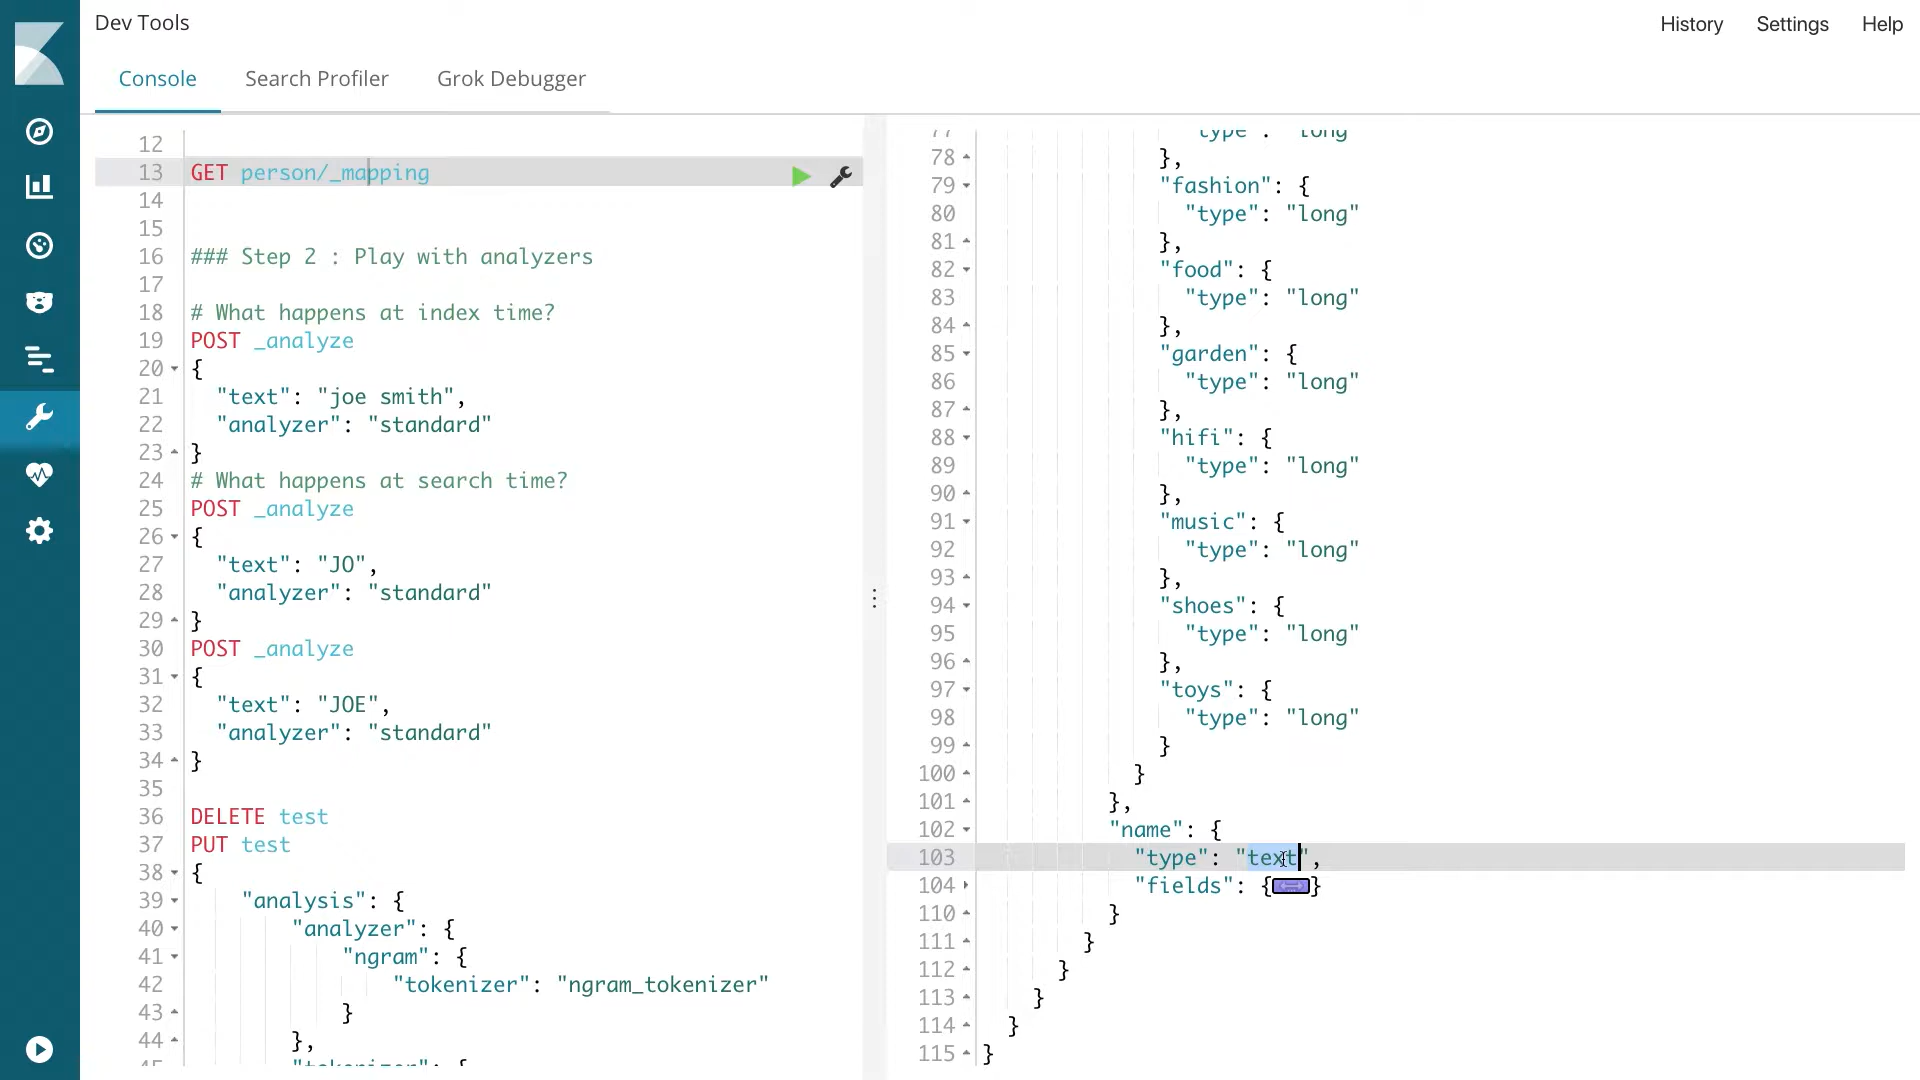 Dev Tools
History Settings Help
Console Search Profiler Grok Debugger
12
13 GET person/_mapping
14
15
16 ### Step 2 : Play with analyzers
17
18 # What happens at index time?
19 POST _analyze
20 {
21 "text": "joe smith",
22 "analyzer": "standard"
23 }
24 # What happens at search time?
25 POST _analyze
26 {
27 "text": "JO",
28 "analyzer": "standard"
29 }
30 POST _analyze
31 {
32 "text": "JOE",
33 "analyzer": "standard"
34 }
35
36 DELETE test
37 PUT test
38 {
39 "analysis": {
40 "analyzer": {
41 "ngram": {
42 "tokenizer": "ngram_tokenizer"
43 }
44 },
77 "type": "long"
78 },
79 "fashion": {
80 "type": "long"
81 },
82 "food": {
83 "type": "long"
84 },
85 "garden": {
86 "type": "long"
87 },
88 "hifi": {
89 "type": "long"
90 },
91 "music": {
92 "type": "long"
93 },
94 "shoes": {
95 "type": "long"
96 },
97 "toys": {
98 "type": "long"
99 }
100 }
101 },
102 "name": {
103 "type": "text",
104 "fields": {}
110 }
111 }
112 }
113 }
114 }
115 }